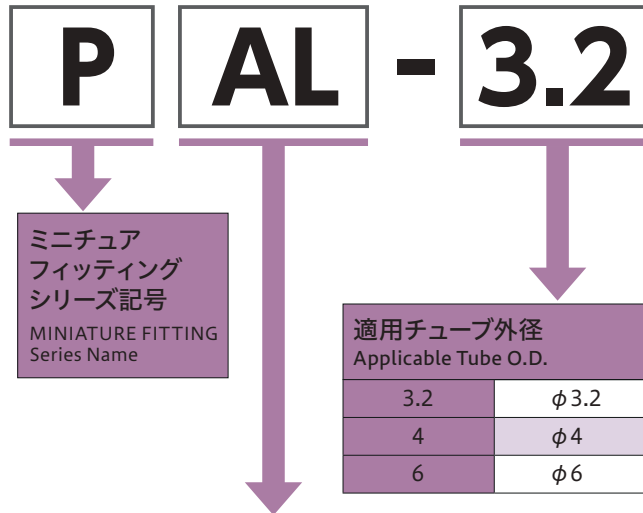 P AL - 3.2
ミニチュア
フィッティング
シリーズ記号
MINIATURE FITTING
Series Name
適用チューブ外径
Applicable Tube O.D.
3.2 φ3.2
4 φ4
6 φ6